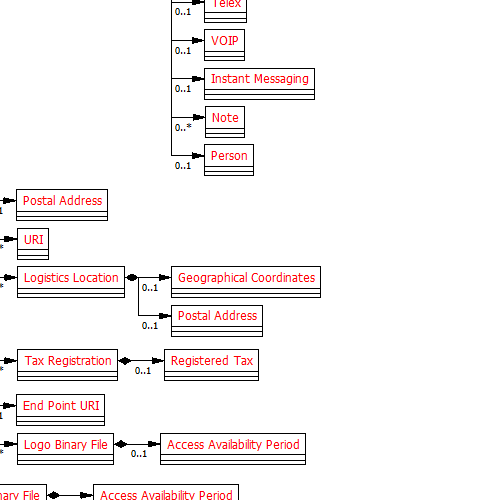 Telex
0..1
VOIP
0..1
Instant Messaging
0..1
Note
0..*
Person
0..1
Postal Address
1
URI
*
Logistics Location
*
Geographical Coordinates
0..1
Postal Address
0..1
Tax Registration
*
Registered Tax
0..1
End Point URI
1
Logo Binary File
*
Access Availability Period
0..1
nary File
Access Availability Period